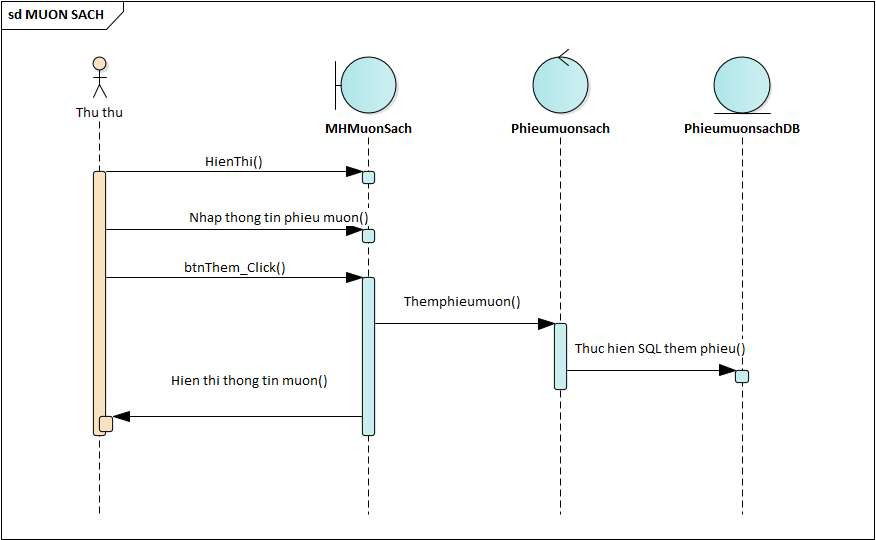 sd MUON SACH
Thu thu
MHMuonSach
Phieumuonsach
PhieumuonsachDB
HienThi()
Nhap thong tin phieu muon()
btnThem_Click()
Themphieumuon()
Thuc hien SQL them phieu()
Hien thi thong tin muon()